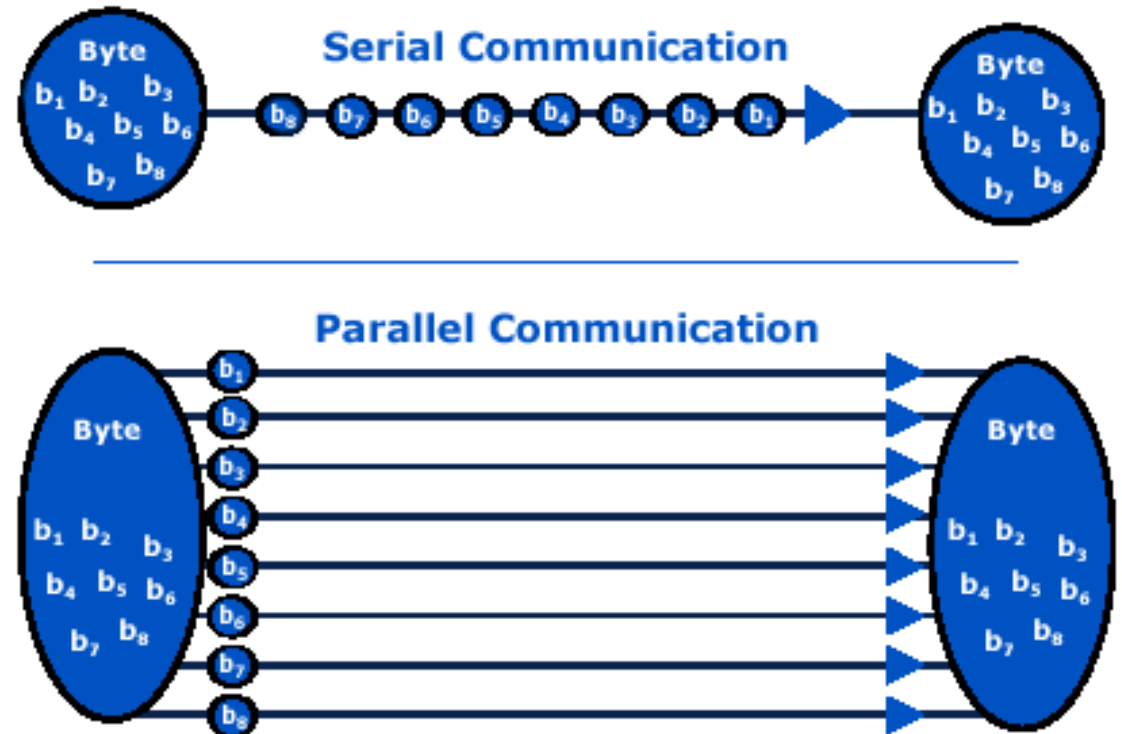 Serial Communication
Byte
b₁ b₂ b₃
b₄ b₅ b₆
b₇ b₈
b₈ b₇ b₆ b₅ b₄ b₃ b₂ b₁
Byte
b₁ b₂ b₃
b₄ b₅ b₆
b₇ b₈
Parallel Communication
Byte
b₁ b₂ b₃
b₄ b₅ b₆
b₇ b₈
b₁
b₂
b₃
b₄
b₅
b₆
b₇
b₈
Byte
b₁ b₂ b₃
b₄ b₅ b₆
b₇ b₈